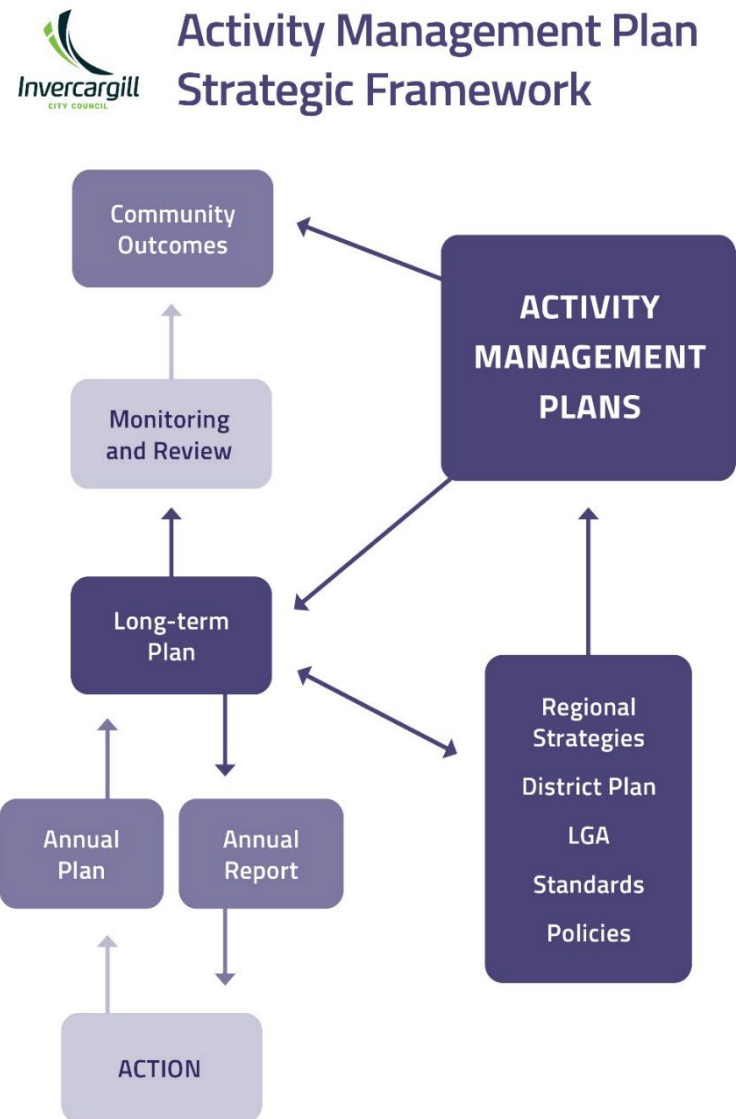 Invercargill
CITY COUNCIL
Activity Management Plan
Strategic Framework
Community
Outcomes
ACTIVITY
MANAGEMENT
PLANS
Monitoring
and Review
Long-term
Plan
Regional
Strategies
District Plan
LGA
Standards
Policies
Annual
Plan
Annual
Report
ACTION